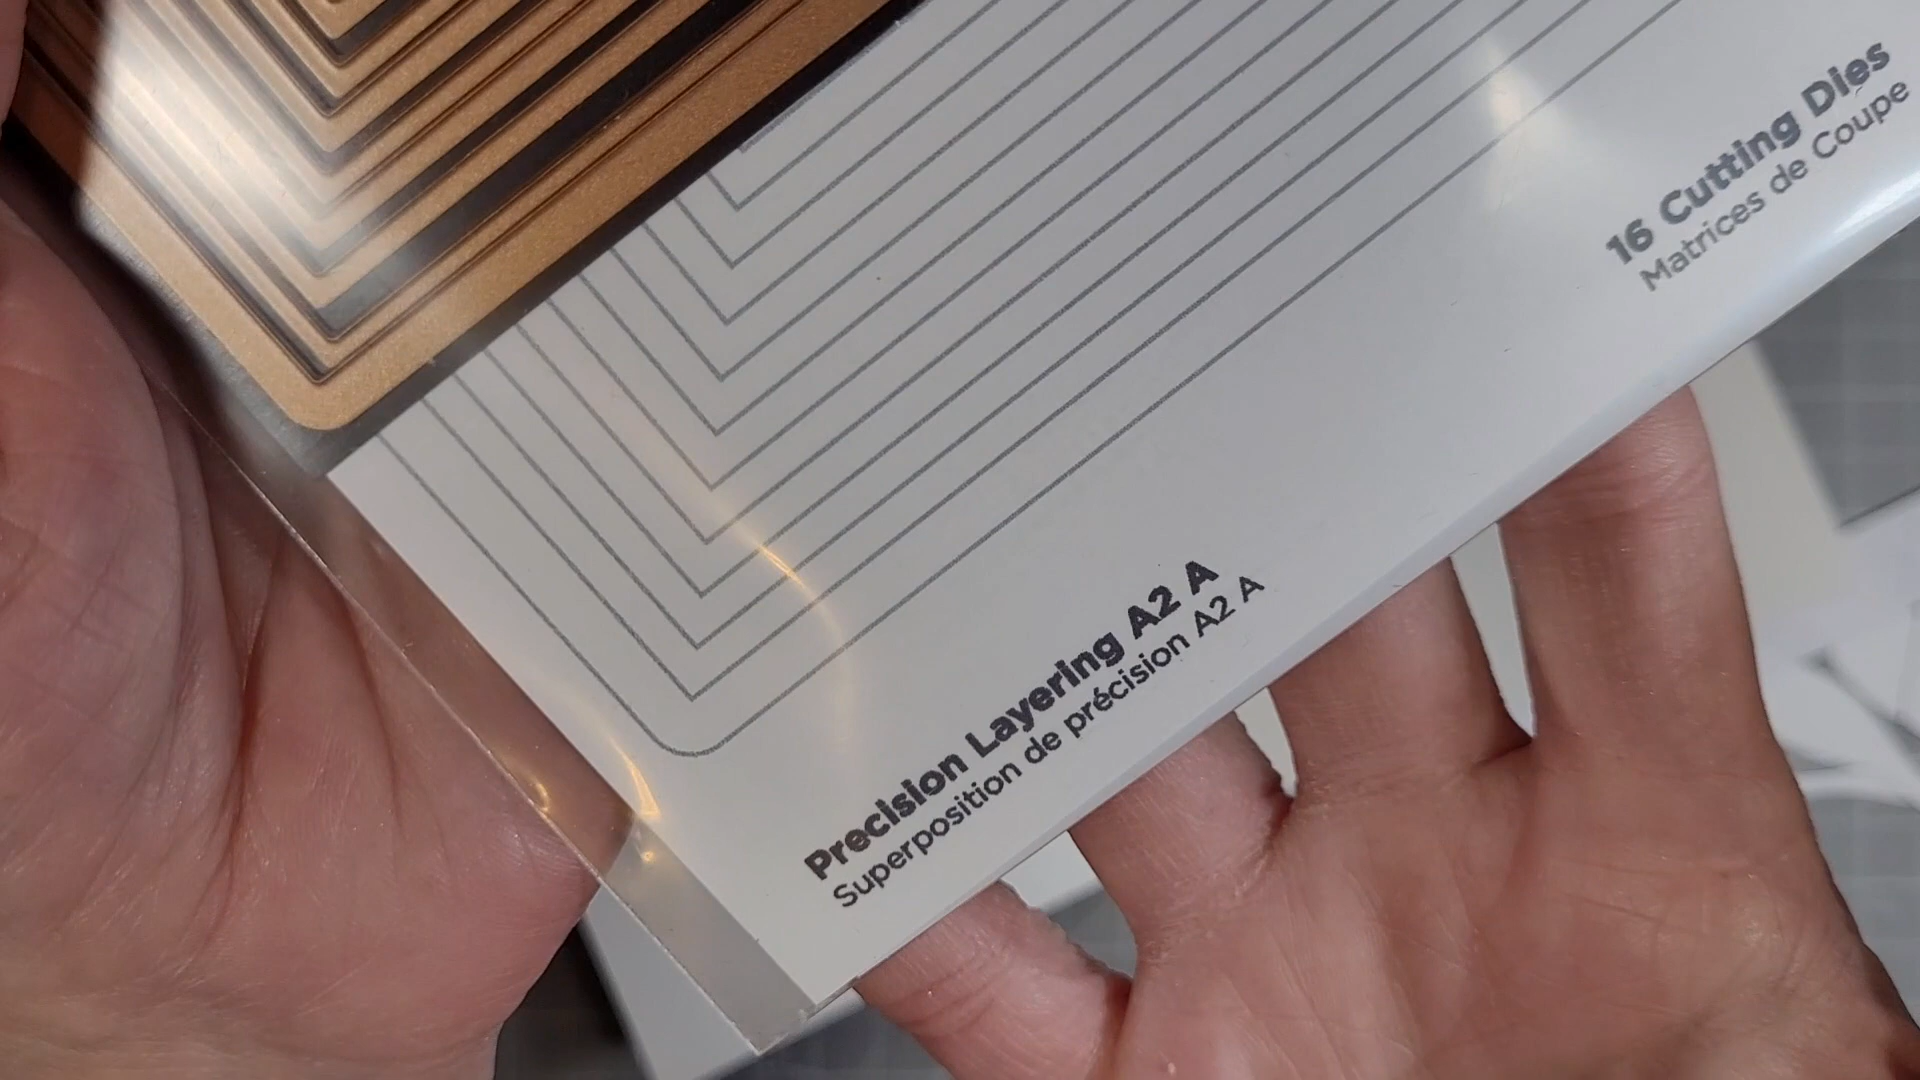 Precision Layering A2 A
Superposition de précision A2 A
16 Cutting Dies
Matrices de Coupe